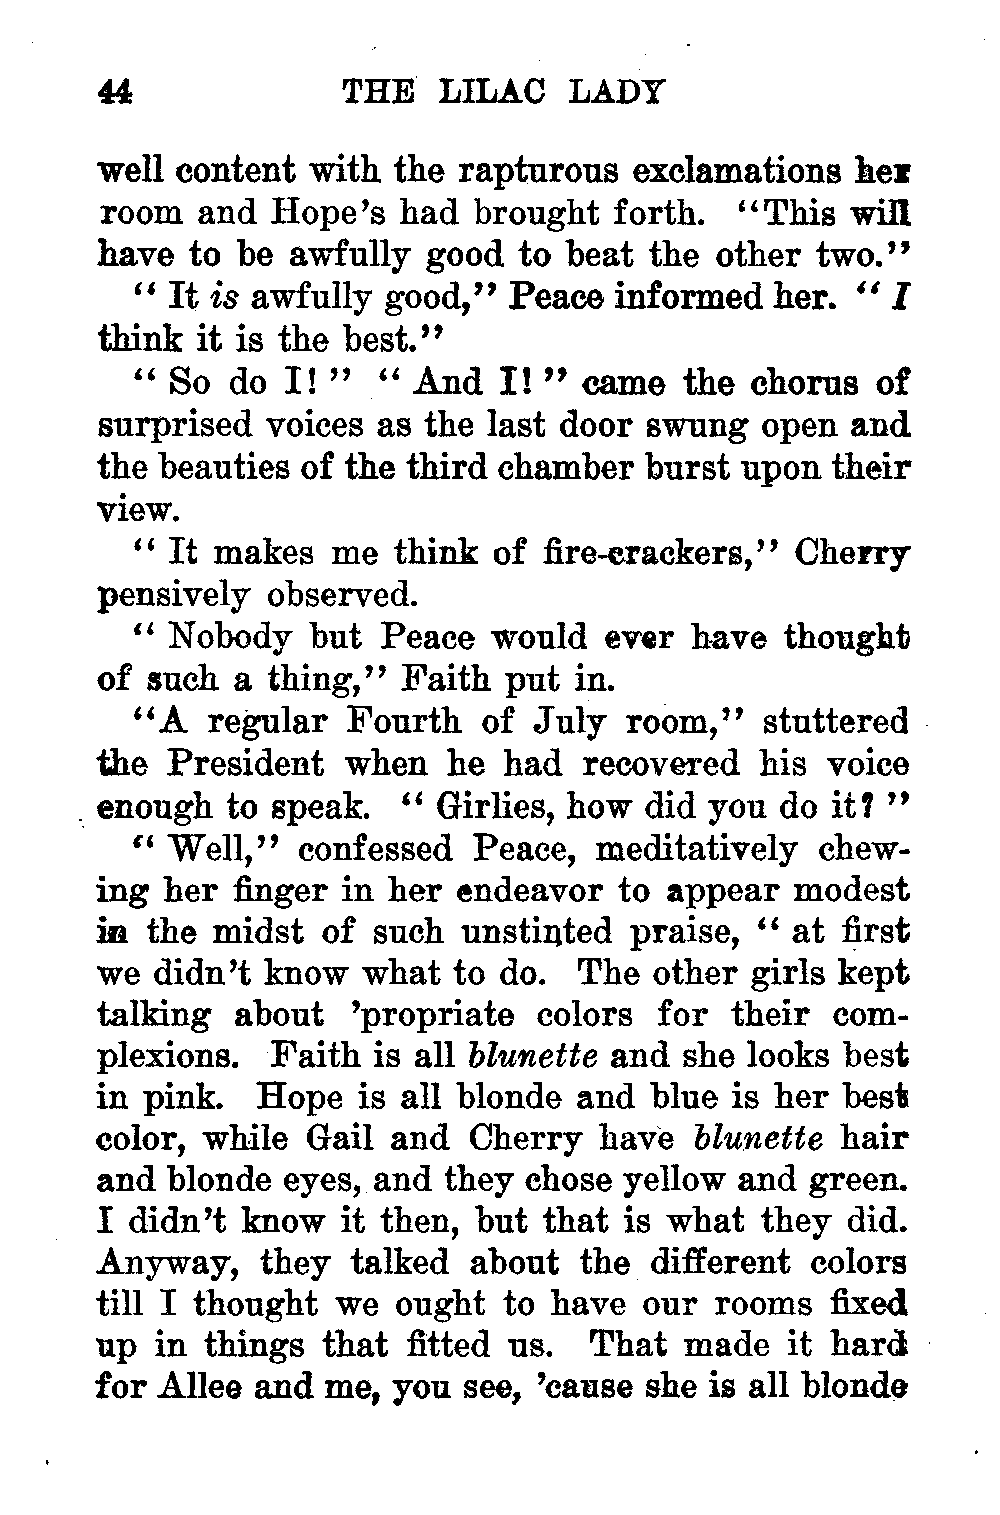 44 THE LILAC LADY
well content with the rapturous exclamations her
room and Hope's had brought forth. "This will
have to be awfully good to beat the other two."
" It is awfully good," Peace informed her. " I
think it is the best."
" So do I! " " And I! " came the chorus of
surprised voices as the last door swung open and
the beauties of the third chamber burst upon their
view.
" It makes me think of fire-crackers," Cherry
pensively observed.
" Nobody but Peace would ever have thought
of such a thing," Faith put in.
"A regular Fourth of July room," stuttered
the President when he had recovered his voice
enough to speak. " Girlies, how did you do it? "
" Well," confessed Peace, meditatively chew-
ing her finger in her endeavor to appear modest
in the midst of such unstinted praise, " at first
we didn't know what to do. The other girls kept
talking about 'propriate colors for their com-
plexions. Faith is all blunette and she looks best
in pink. Hope is all blonde and blue is her best
color, while Gail and Cherry have blunette hair
and blonde eyes, and they chose yellow and green.
I didn't know it then, but that is what they did.
Anyway, they talked about the different colors
till I thought we ought to have our rooms fixed
up in things that fitted us. That made it hard
for Allee and me, you see, 'cause she is all blonde